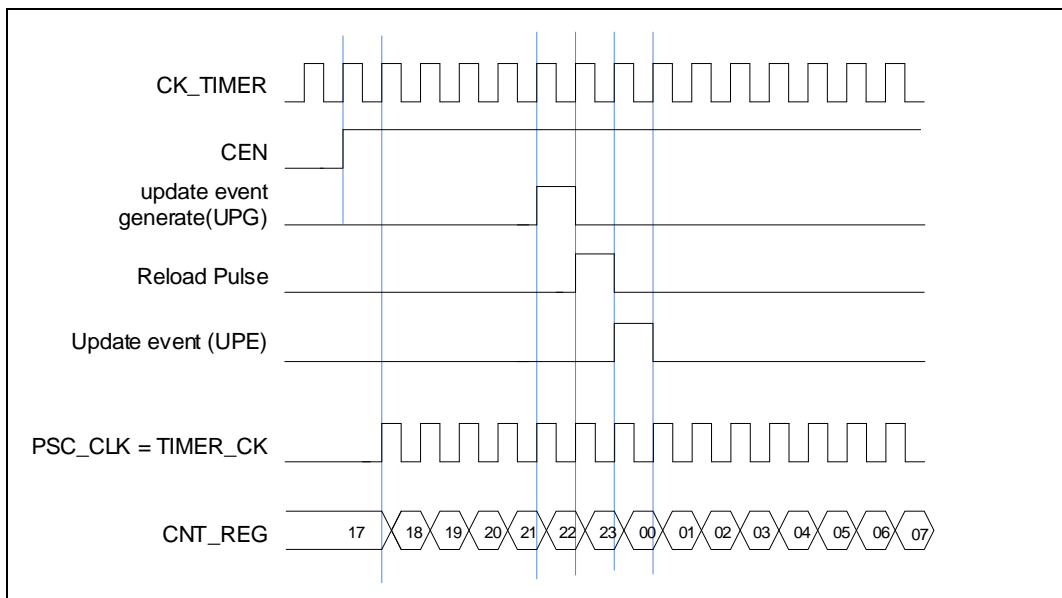 CK_TIMER
CEN
update event
generate(UPG)
Reload Pulse
Update event (UPE)
PSC_CLK = TIMER_CK
CNT_REG 17 18 19 20 21 22 23 00 01 02 03 04 05 06 07